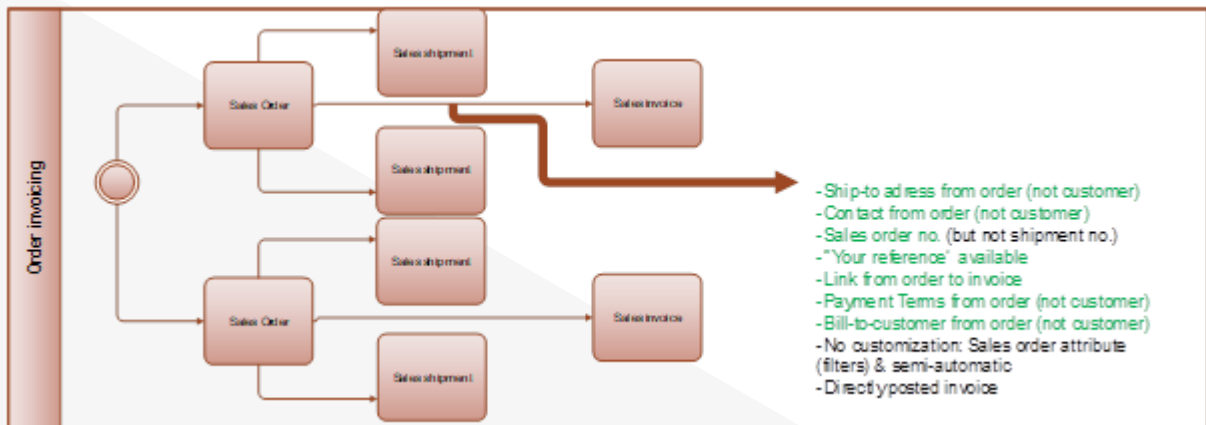 Order invoicing
Sales shipment
Sales Order
Sales invoice
Sales shipment
Sales shipment
Sales Order
Sales invoice
Sales shipment
-Ship-to adress from order (not customer)
-Contact from order (not customer)
-Sales order no. (but not shipment no.)
-"Your reference' available
-Link from order to invoice
-Payment Terms from order (not customer)
-Bill-to-customer from order (not customer)
-No customization: Sales order attribute
(filters) & semi-automatic
-Directly posted invoice